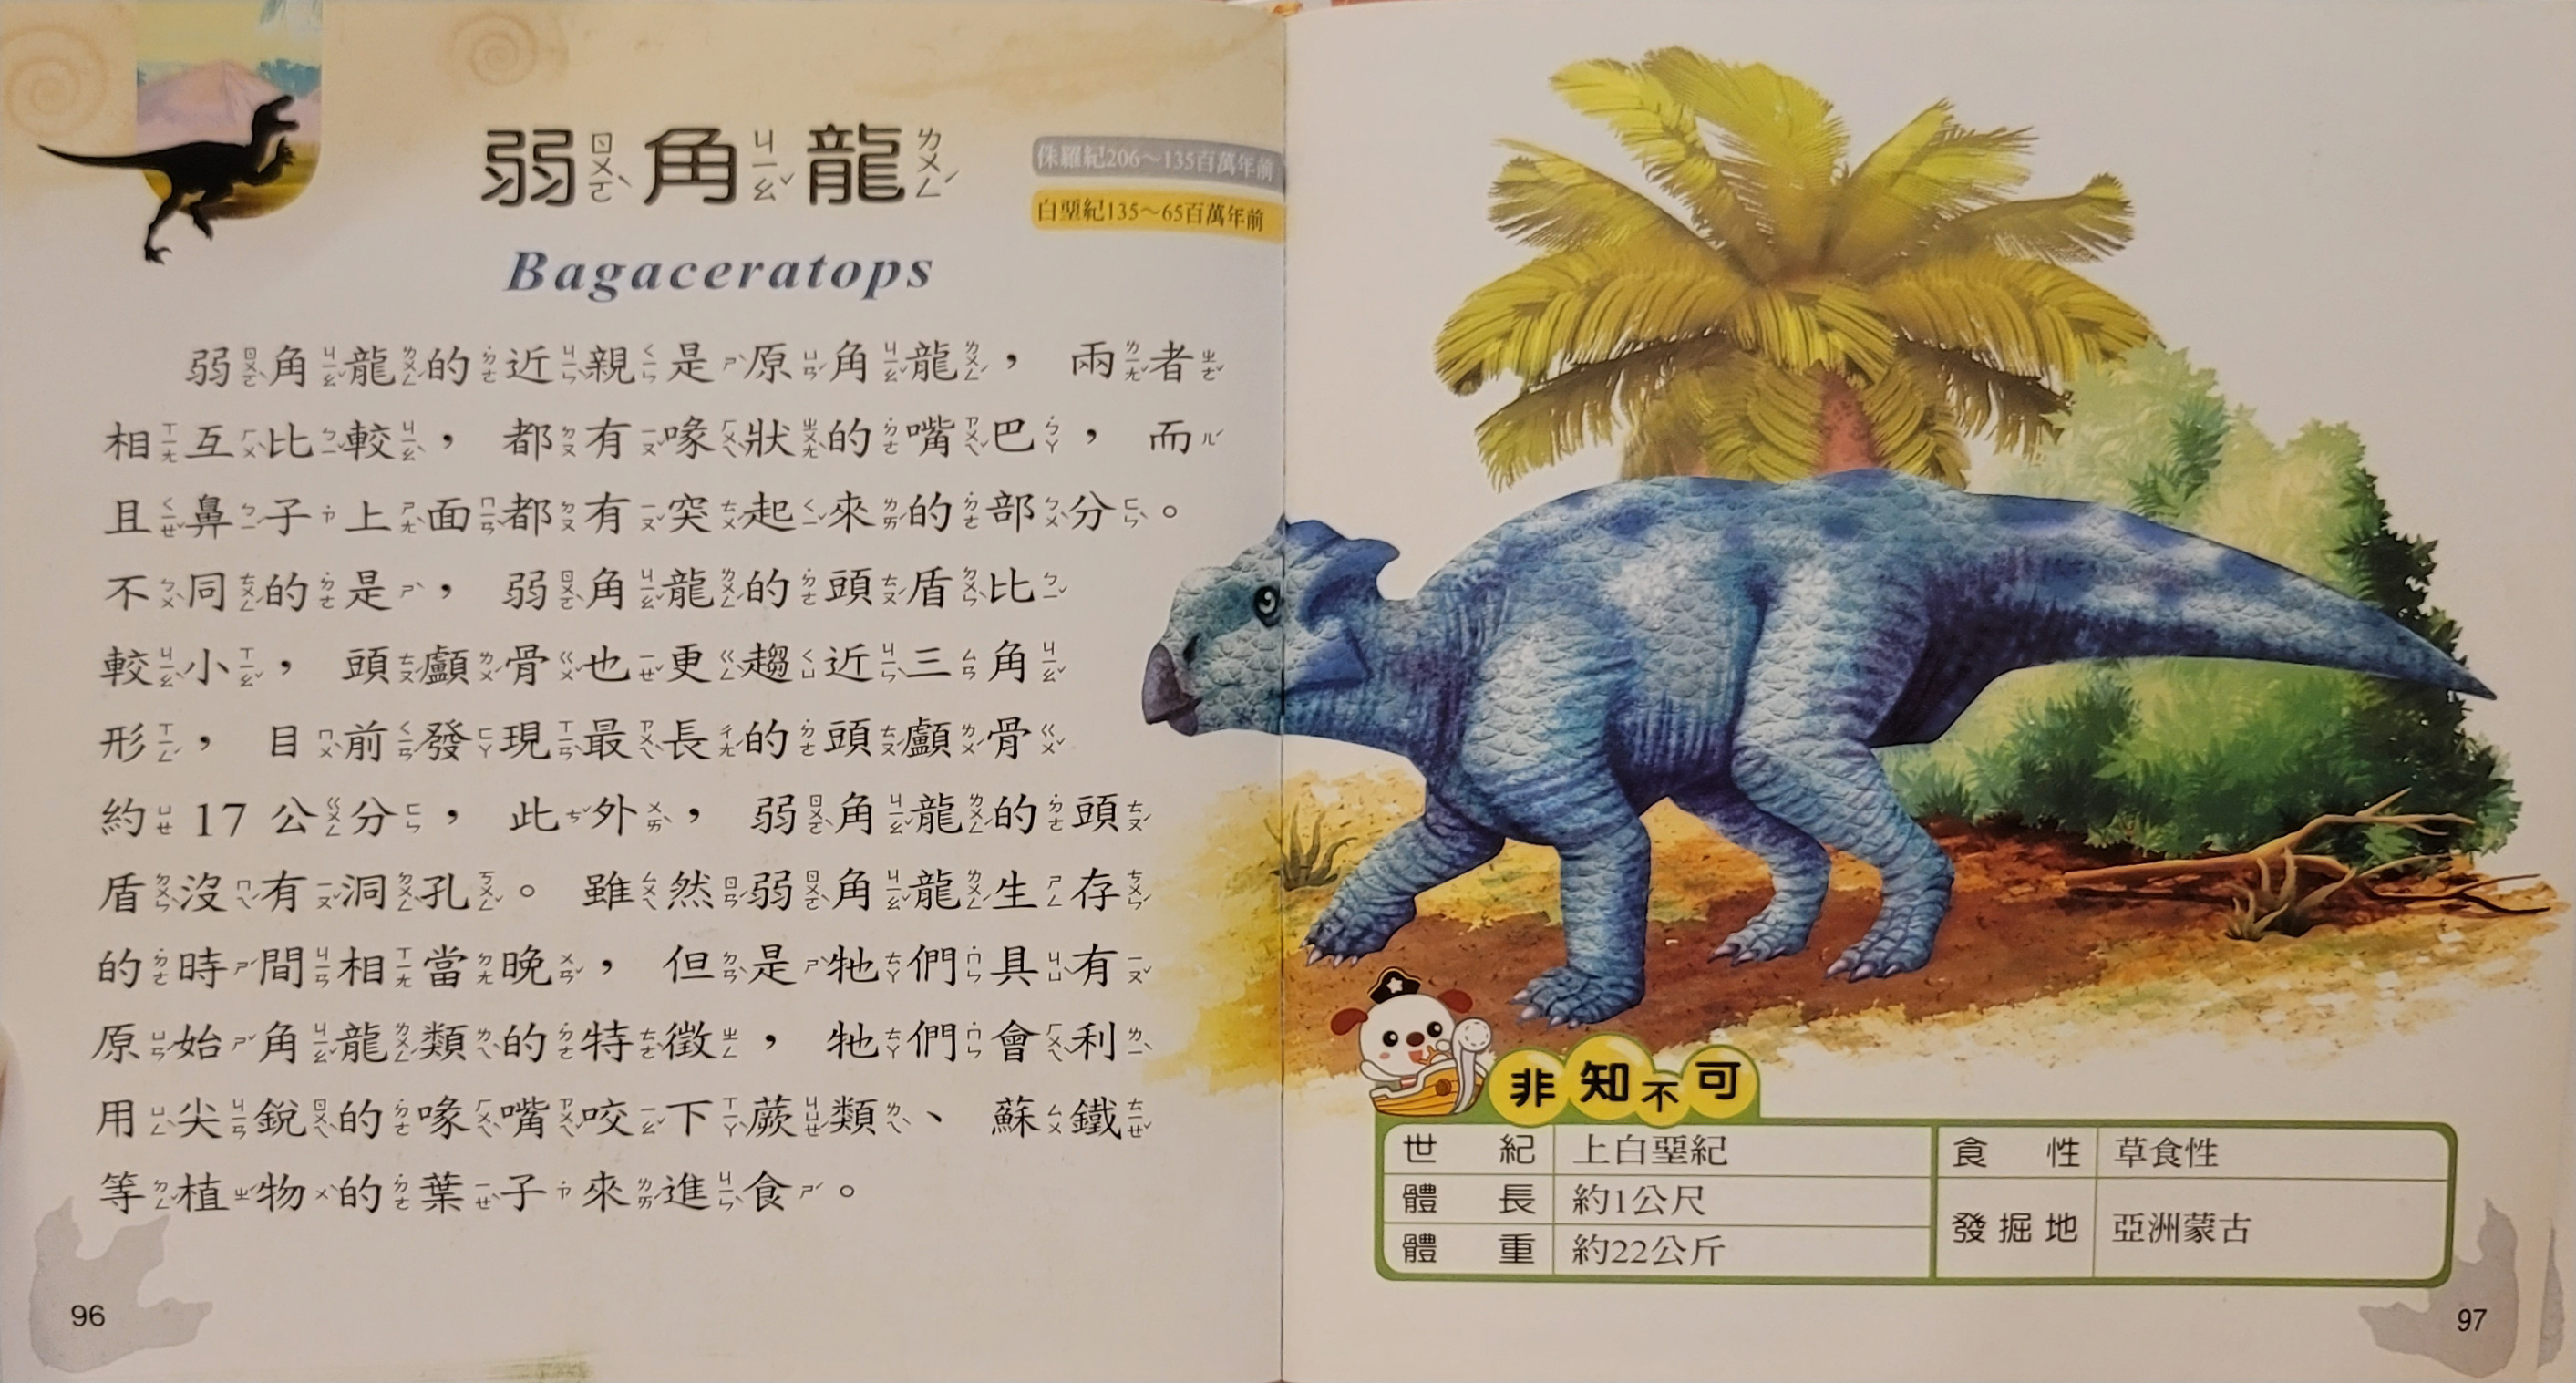 弱角龍
侏羅紀206～135百萬年前
白堊紀135～65百萬年前
Bagaceratops
弱角龍的近親是原角龍，兩者
相互比較，都有喙狀的嘴巴，而
且鼻子上面都有突起來的部分。
不同的是，弱角龍的頭盾比
較小，頭顱骨也更趨近三角
形，目前發現最長的頭顱骨
約17公分，此外，弱角龍的頭
盾沒有洞孔。雖然弱角龍生存
的時間相當晚，但是牠們具有
原始角龍類的特徵，牠們會利
用尖銳的喙嘴咬下蕨類、蘇鐵
等植物的葉子來進食。
96
非知不可
世紀 上白堊紀
體長 約1公尺
體重 約22公斤
食性 草食性
發掘地 亞洲蒙古
97